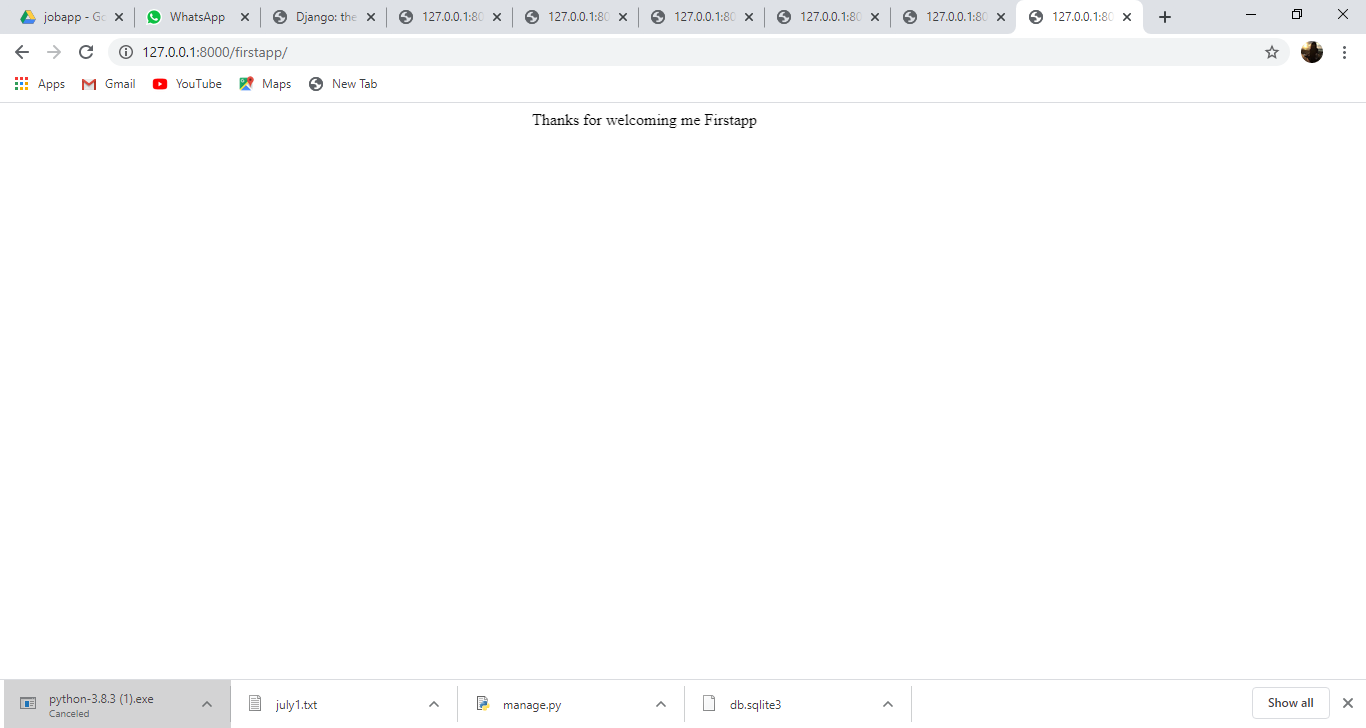 jobapp - Go
WhatsApp
Django: the
127.0.0.1:80
127.0.0.1:80
127.0.0.1:80
127.0.0.1:80
127.0.0.1:80
127.0.0.1:80
127.0.0.1:8000/firstapp/
Apps
Gmail
YouTube
Maps
New Tab
Thanks for welcoming me Firstapp
python-3.8.3 (1).exe
Canceled
july1.txt
manage.py
db.sqlite3
Show all